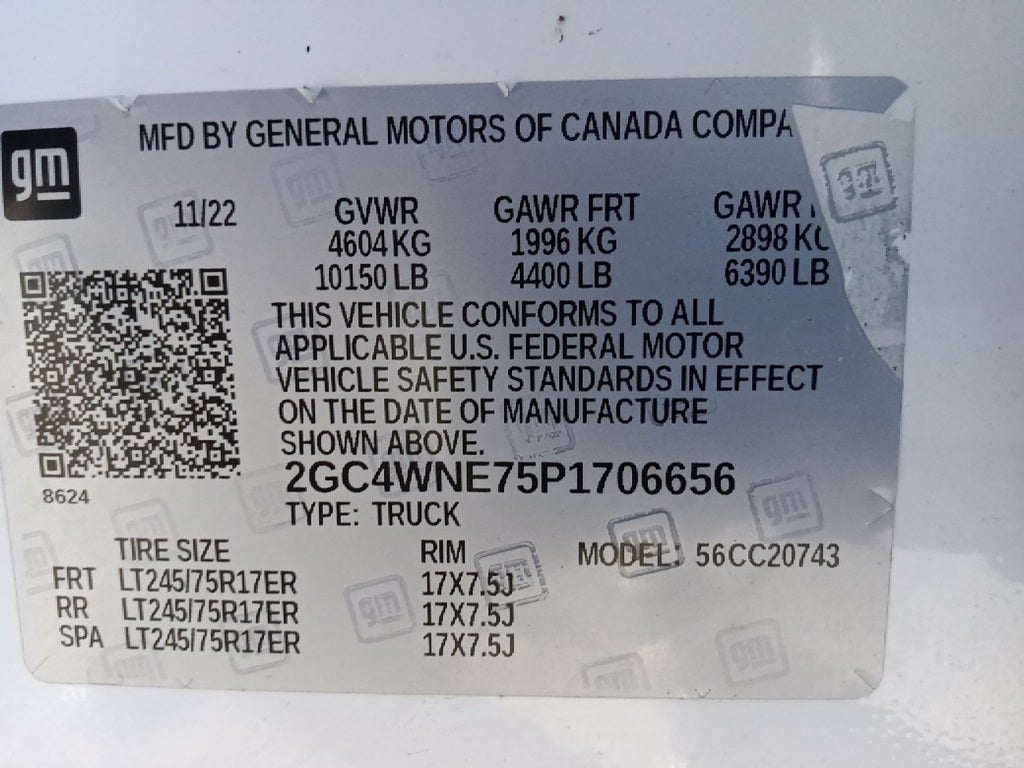 MFD BY GENERAL MOTORS OF CANADA COMPA
gm
11/22 GVWR GAWR FRT GAWR
4604 KG 1996 KG 2898 KG
10150 LB 4400 LB 6390 LB
THIS VEHICLE CONFORMS TO ALL
APPLICABLE U.S. FEDERAL MOTOR
VEHICLE SAFETY STANDARDS IN EFFECT
ON THE DATE OF MANUFACTURE
SHOWN ABOVE.
2GC4WNE75P1706656
8624
TYPE: TRUCK
TIRE SIZE RIM MODEL: 56CC20743
FRT LT245/75R17ER 17X7.5J
RR LT245/75R17ER 17X7.5J
SPA LT245/75R17ER 17X7.5J